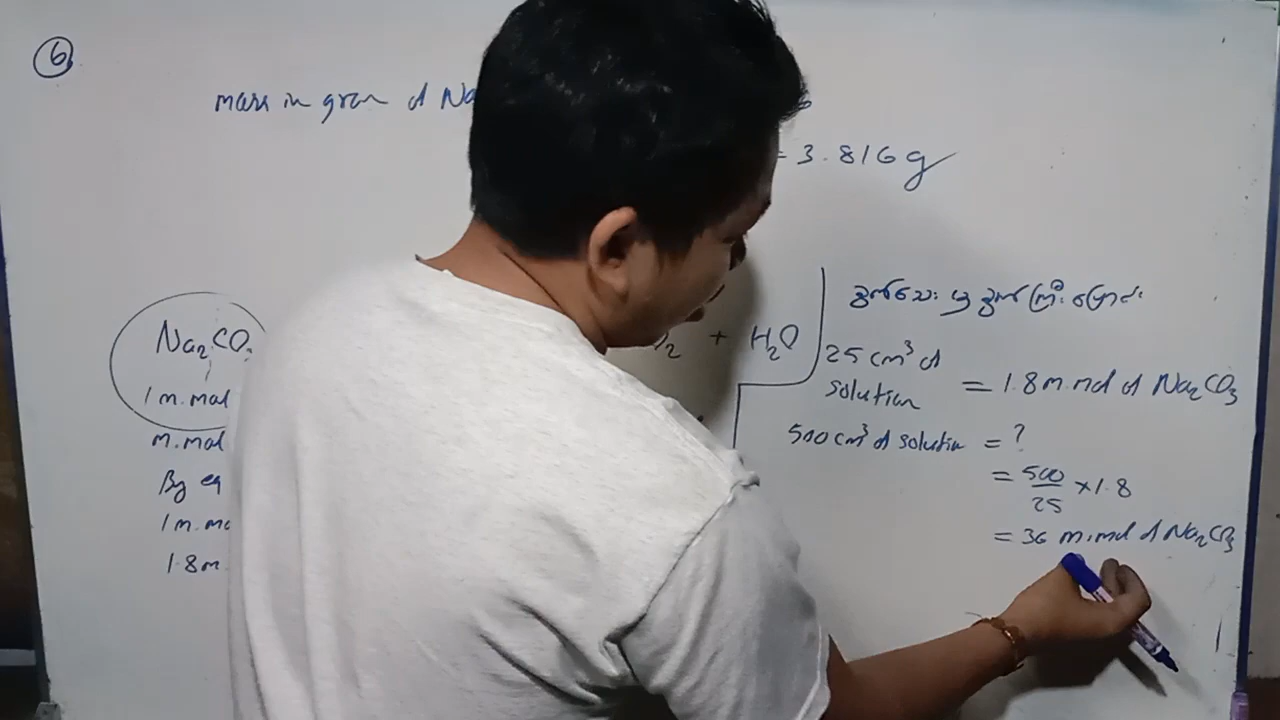 6
mass in gram of Na
= 3.816 g
Na₂CO₃
1 m.mol
m.mol
By eq
1 m.mo
1.8 m
O₂ + H₂O
25 cm³ of
solution = 1.8 m.mol of Na₂CO₃
500 cm³ of solution = ?
= 500/25 × 1.8
= 36 m.mol of Na₂CO₃